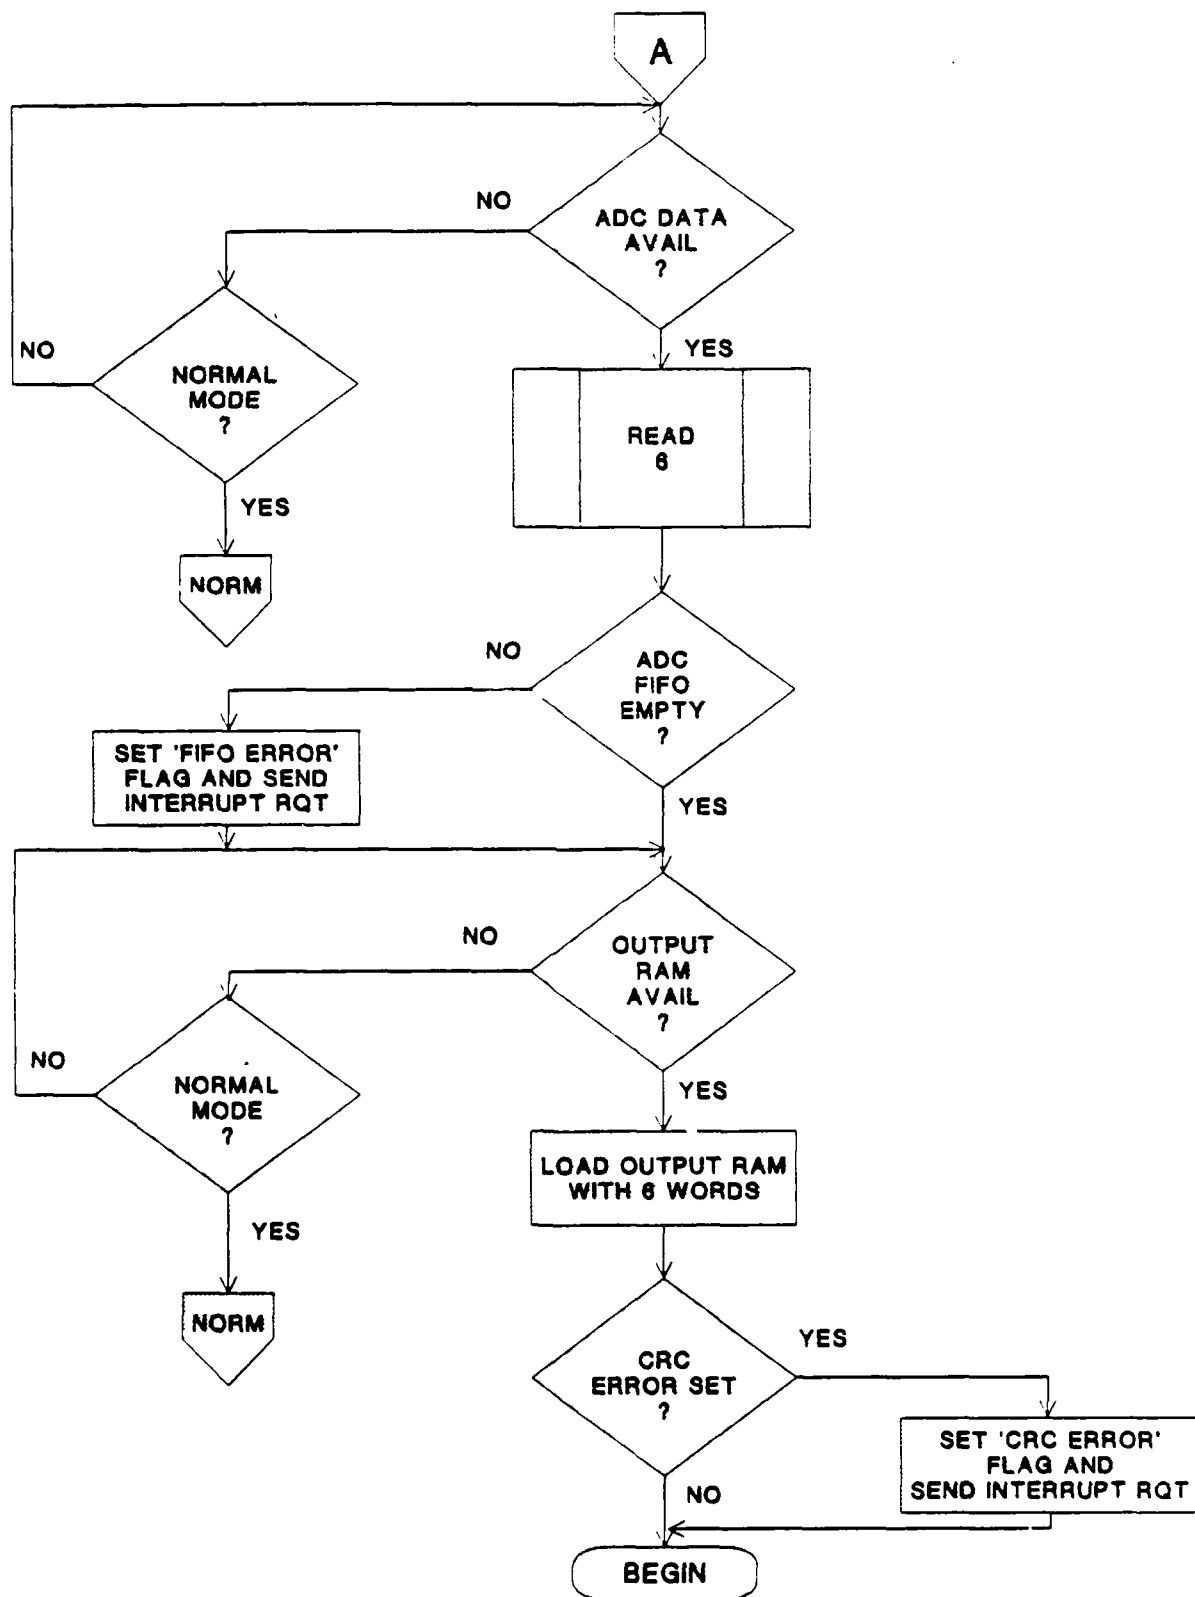 A
NO
ADC DATA
AVAIL
?
NO
YES
NORMAL
MODE
?
READ
6
YES
NORM
NO
ADC
FIFO
EMPTY
?
SET 'FIFO ERROR'
FLAG AND SEND
INTERRUPT RQT
YES
NO
OUTPUT
RAM
AVAIL
?
NO
NORMAL
MODE
?
YES
LOAD OUTPUT RAM
WITH 6 WORDS
YES
NORM
YES
CRC
ERROR SET
?
SET 'CRC ERROR'
FLAG AND
SEND INTERRUPT RQT
NO
BEGIN